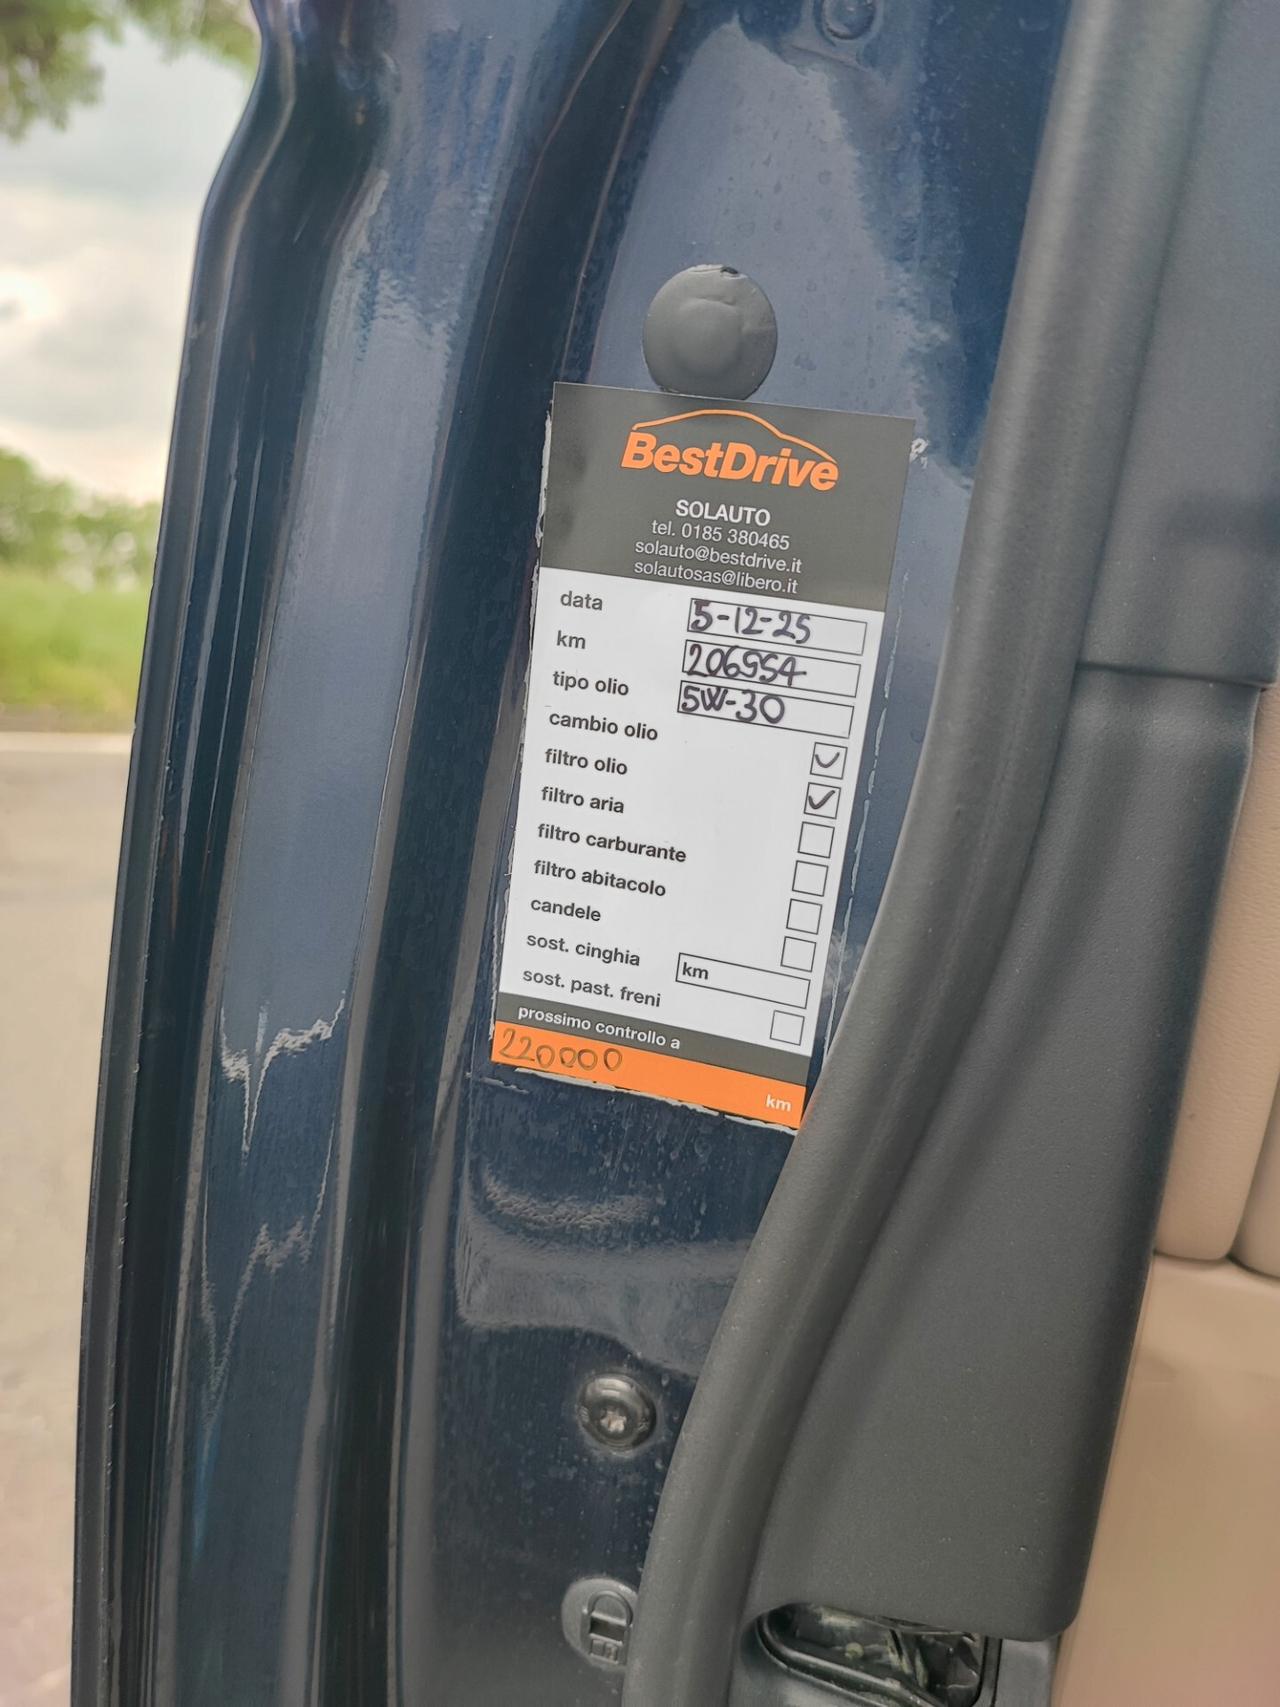 BestDrive
SOLAUTO
tel. 0185 380465
solauto@bestdrive.it
solautosas@libero.it
data 5-12-25
km 206954
tipo olio 5W-30
cambio olio
filtro olio
filtro aria
filtro carburante
filtro abitacolo
candele
sost. cinghia km
sost. past. freni
prossimo controllo a
220000 km